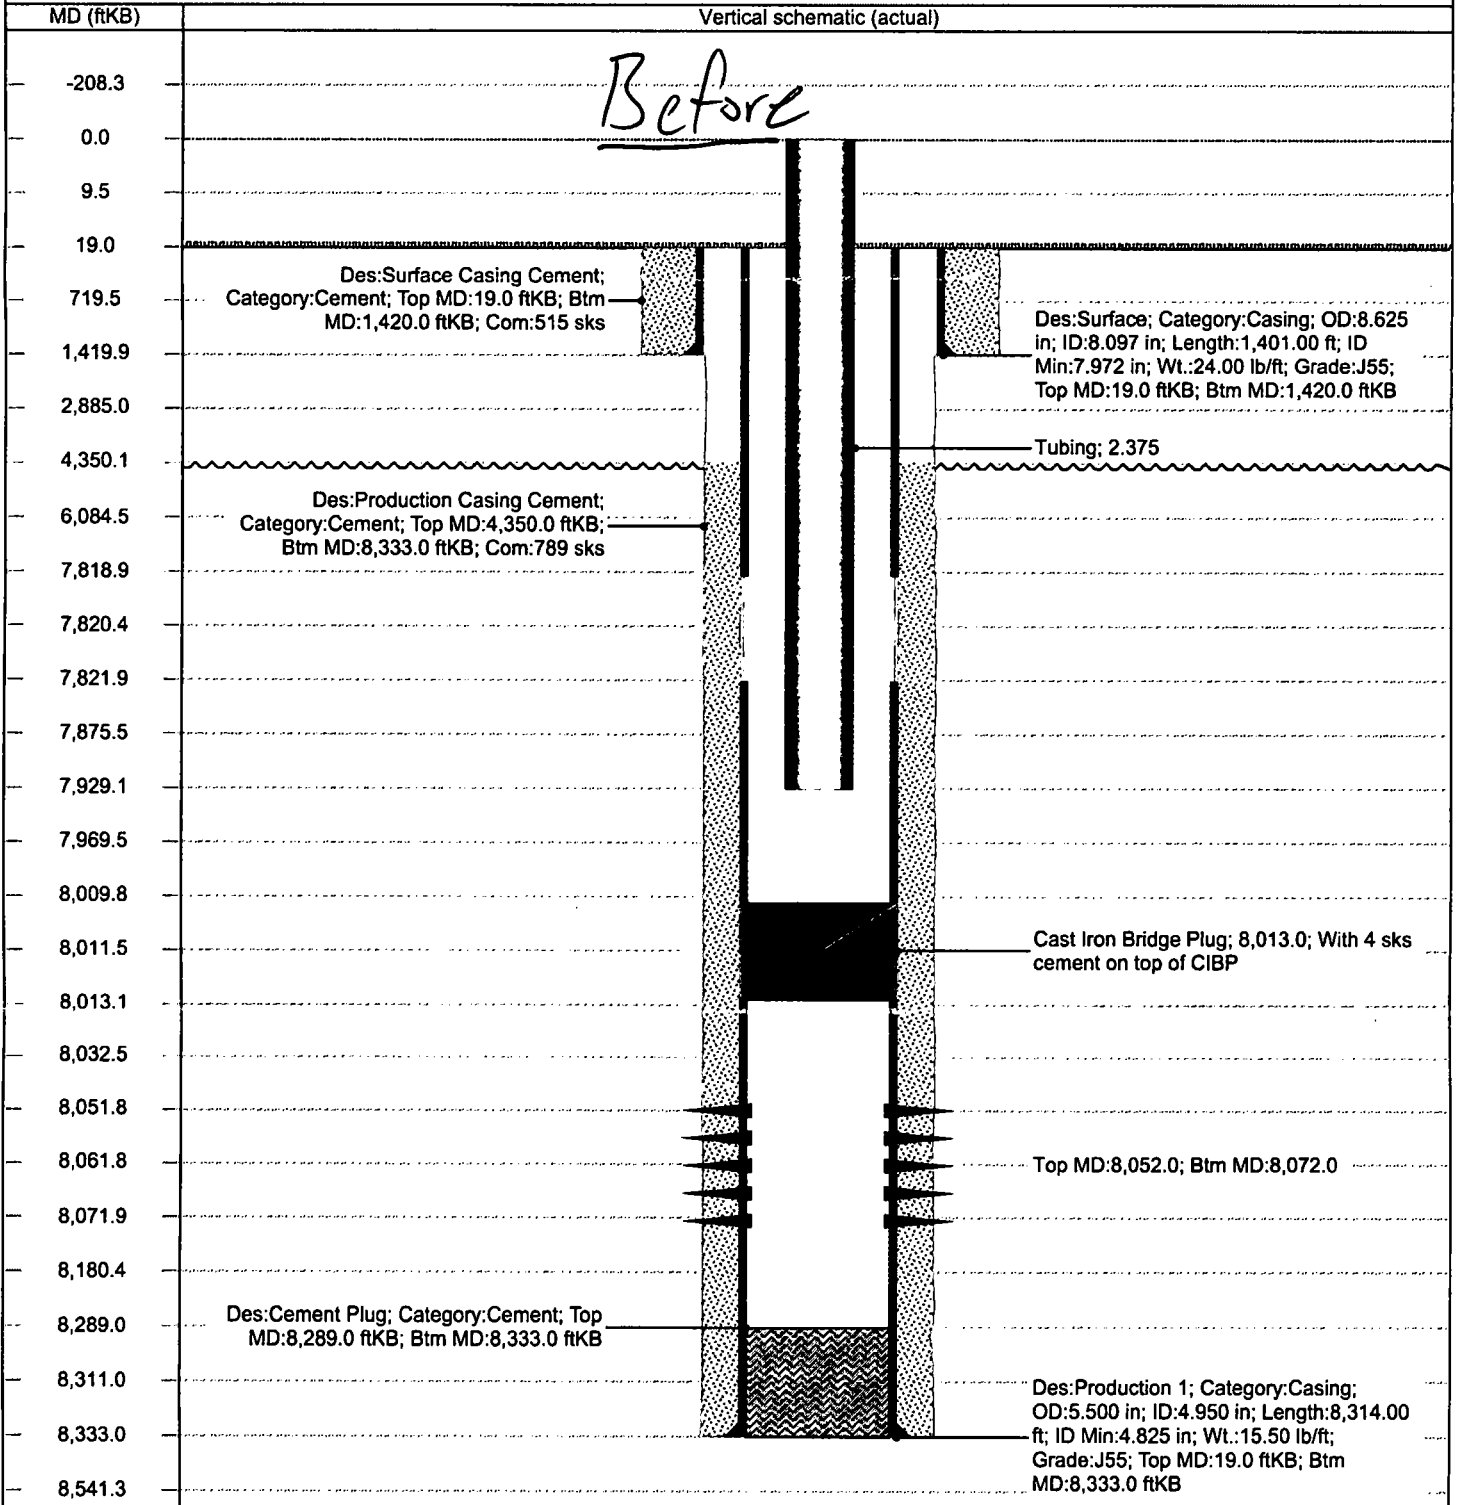 MD (ftKB)
Vertical schematic (actual)
Before
-208.3
0.0
9.5
19.0
719.5
1,419.9
2,885.0
4,350.1
6,084.5
7,818.9
7,820.4
7,821.9
7,875.5
7,929.1
7,969.5
8,009.8
8,011.5
8,013.1
8,032.5
8,051.8
8,061.8
8,071.9
8,180.4
8,289.0
8,311.0
8,333.0
8,541.3
Des:Surface Casing Cement;
Category:Cement; Top MD:19.0 ftKB; Btm
MD:1,420.0 ftKB; Com:515 sks
Des:Surface; Category:Casing; OD:8.625
in; ID:8.097 in; Length:1,401.00 ft; ID
Min:7.972 in; Wt.:24.00 lb/ft; Grade:J55;
Top MD:19.0 ftKB; Btm MD:1,420.0 ftKB
Tubing; 2.375
Des:Production Casing Cement;
Category:Cement; Top MD:4,350.0 ftKB;
Btm MD:8,333.0 ftKB; Com:789 sks
Cast Iron Bridge Plug; 8,013.0; With 4 sks
cement on top of CIBP
Top MD:8,052.0; Btm MD:8,072.0
Des:Cement Plug; Category:Cement; Top
MD:8,289.0 ftKB; Btm MD:8,333.0 ftKB
Des:Production 1; Category:Casing;
OD:5.500 in; ID:4.950 in; Length:8,314.00
ft; ID Min:4.825 in; Wt.:15.50 lb/ft;
Grade:J55; Top MD:19.0 ftKB; Btm
MD:8,333.0 ftKB